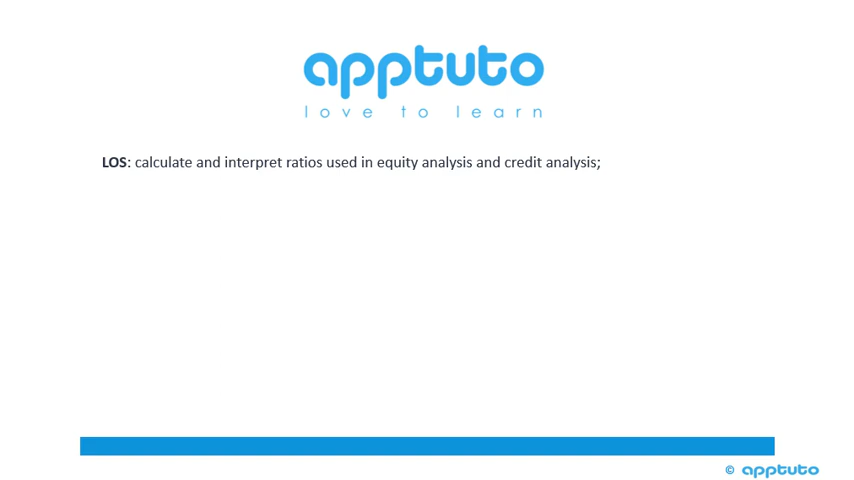 apptuto
love to learn
LOS: calculate and interpret ratios used in equity analysis and credit analysis;
© apptuto